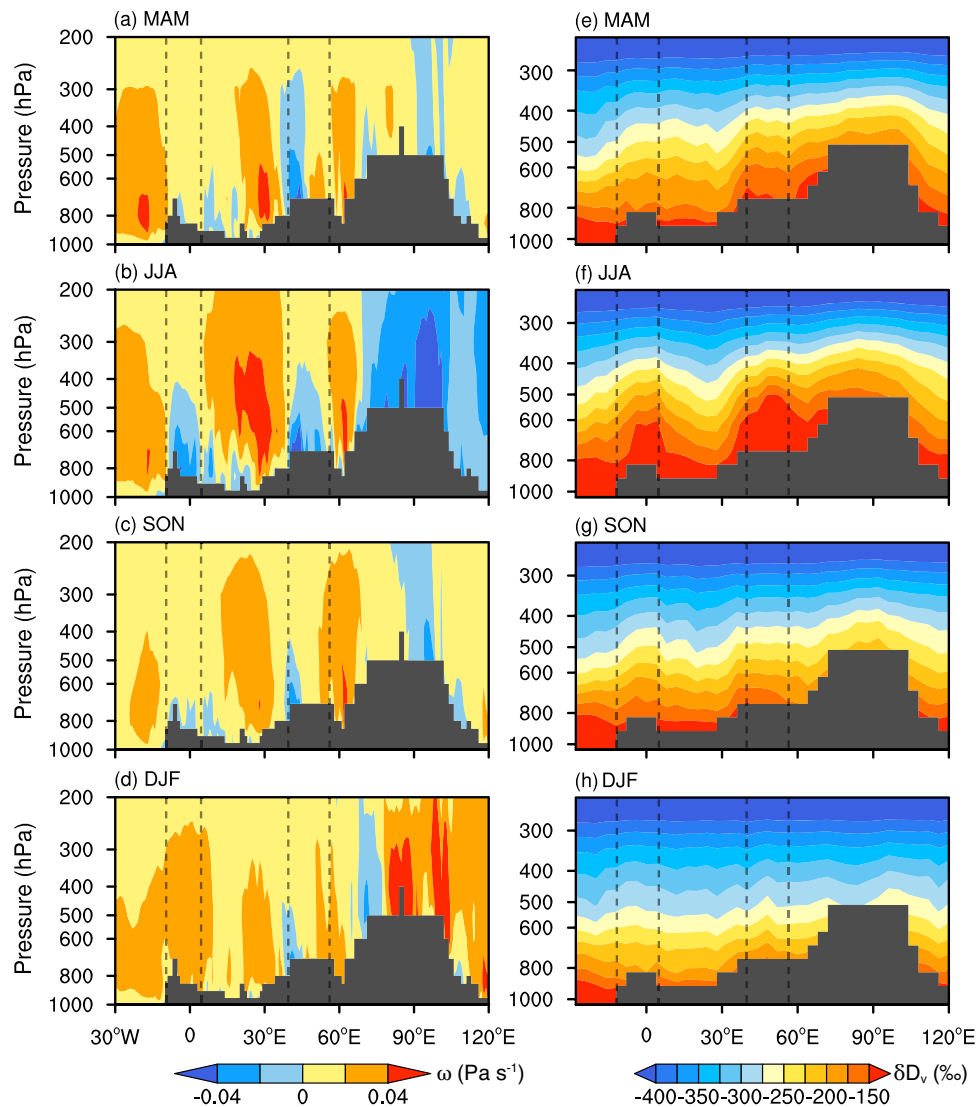 (a) MAM
(e) MAM
200
300
400
500
600
800
1000
Pressure (hPa)
300
400
500
600
800
1000
(b) JJA
(f) JJA
200
300
400
500
600
800
1000
Pressure (hPa)
300
400
500
600
800
1000
(c) SON
(g) SON
200
300
400
500
600
800
1000
Pressure (hPa)
300
400
500
600
800
1000
(d) DJF
(h) DJF
200
300
400
500
600
800
1000
Pressure (hPa)
300
400
500
600
800
1000
30°W 0 30°E 60°E 90°E 120°E
0 30°E 60°E 90°E 120°E
-0.04 0 0.04
ω (Pa s⁻¹)
-400 -350 -300 -250 -200 -150
δDᵥ (‰)